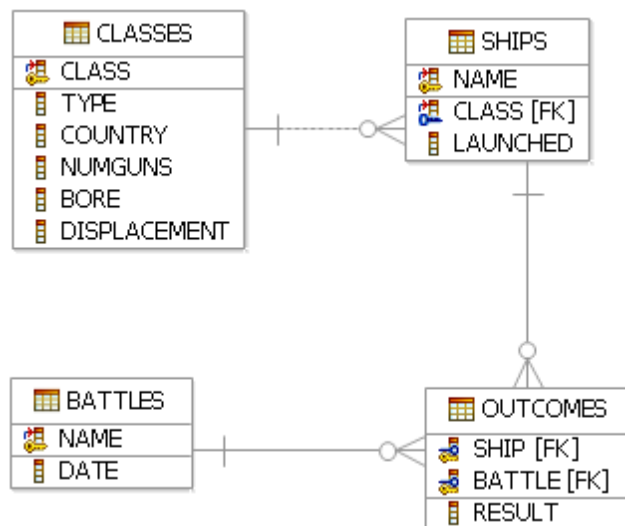 CLASSES
CLASS
TYPE
COUNTRY
NUMGUNS
BORE
DISPLACEMENT
SHIPS
NAME
CLASS [FK]
LAUNCHED
BATTLES
NAME
DATE
OUTCOMES
SHIP [FK]
BATTLE [FK]
RESULT